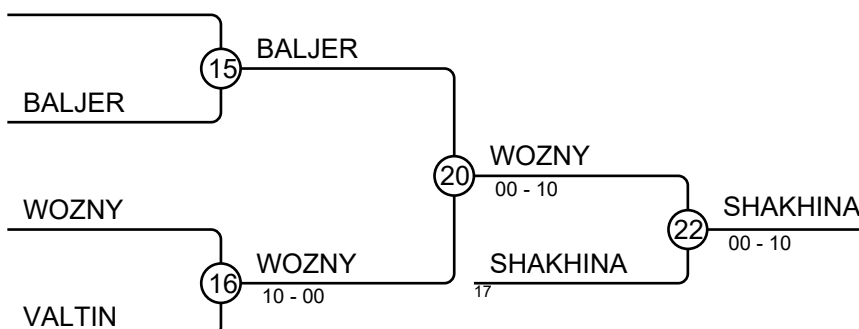 BALJER
15
BALJER
WOZNY
20
00 - 10
WOZNY
SHAKHINA
22
00 - 10
WOZNY
SHAKHINA
16
10 - 00
17
VALTIN